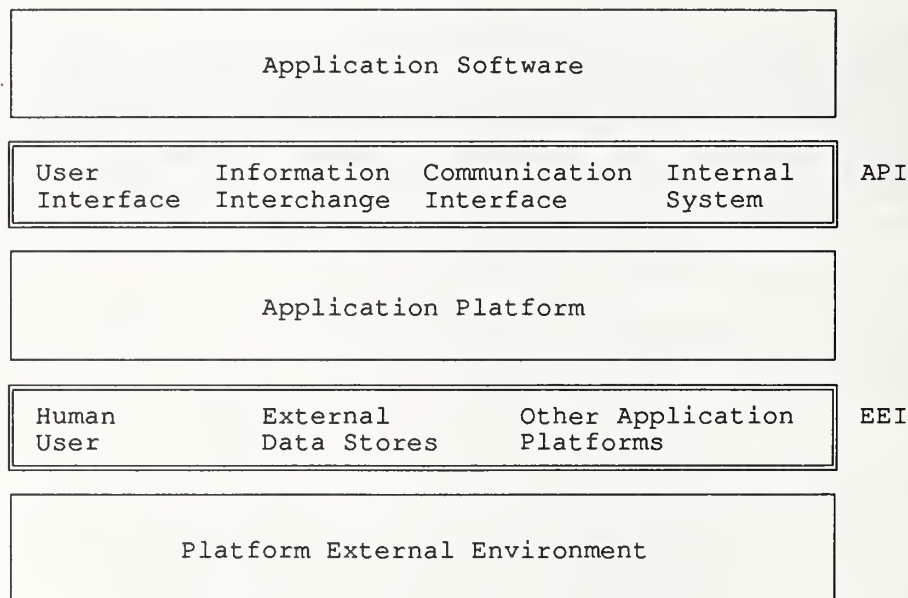 Application Software
User Information Communication Internal API
Interface Interchange Interface System
Application Platform
Human External Other Application EEI
User Data Stores Platforms
Platform External Environment